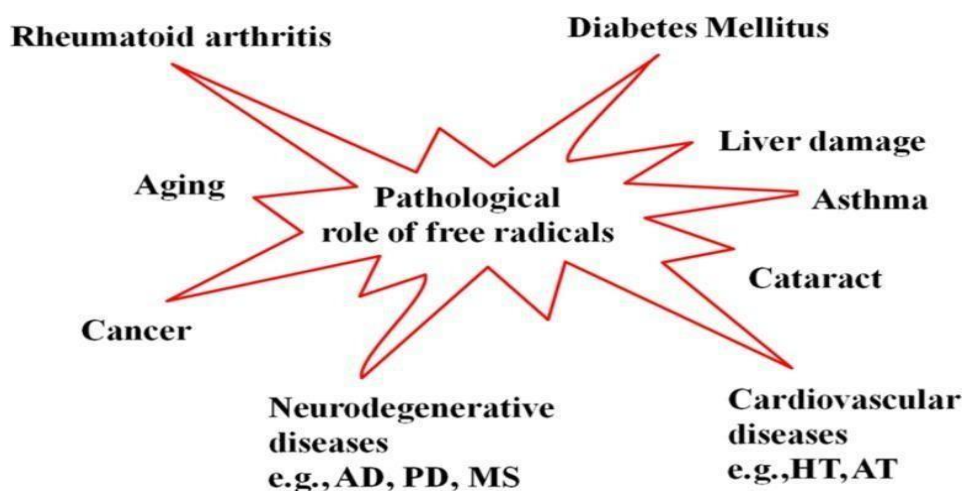 Rheumatoid arthritis
Diabetes Mellitus
Liver damage
Aging
Pathological
role of free radicals
Asthma
Cataract
Cancer
Neurodegenerative
diseases
e.g., AD, PD, MS
Cardiovascular
diseases
e.g.,HT, AT